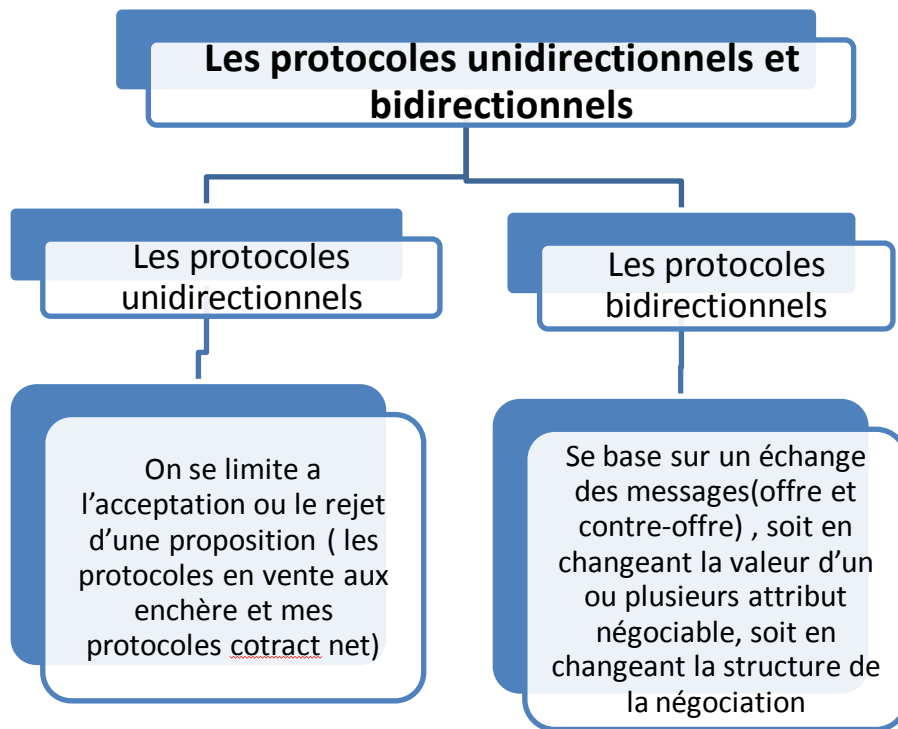 Les protocoles unidirectionnels et
bidirectionnels
Les protocoles
unidirectionnels
On se limite a
l’acceptation ou le rejet
d’une proposition ( les
protocoles en vente aux
enchère et mes
protocoles cotract net)
Les protocoles
bidirectionnels
Se base sur un échange
des messages(offre et
contre-offre) , soit en
changeant la valeur d’un
ou plusieurs attribut
négociable, soit en
changeant la structure de
la négociation